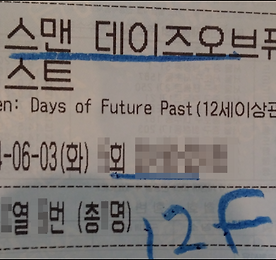 스맨 데이즈오브퓨
스트
en: Days of Future Past(12세이상관
4-06-03(화) 회
열 번 (총 명)
12F